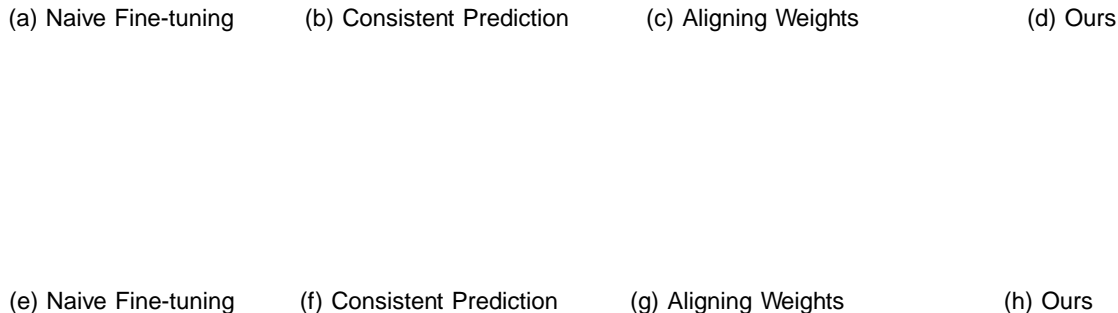 (a) Naive Fine-tuning (b) Consistent Prediction (c) Aligning Weights (d) Ours
(e) Naive Fine-tuning (f) Consistent Prediction (g) Aligning Weights (h) Ours